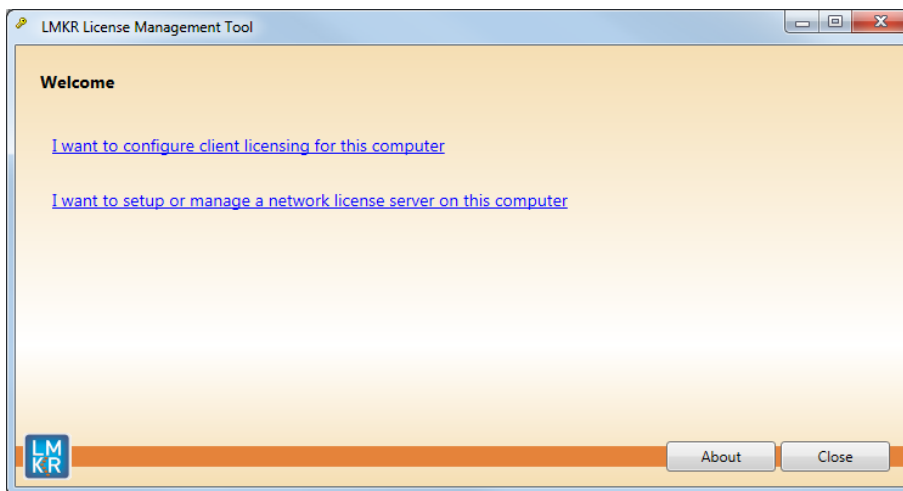 LMKR License Management Tool
Welcome
I want to configure client licensing for this computer
I want to setup or manage a network license server on this computer
LM
KR
About
Close